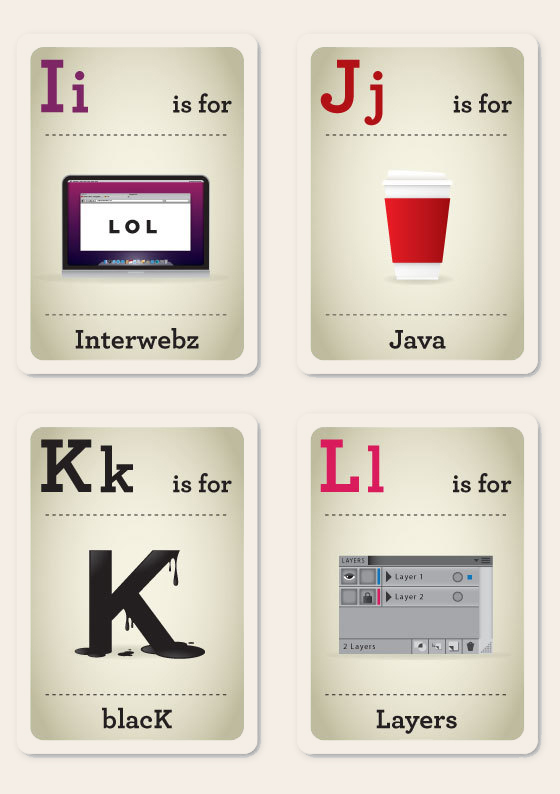 Ii
is for
LOL
Interwebz
Jj
is for
Java
Kk
is for
K
blacK
Ll
is for
LAYERS
Layer 1
Layer 2
2 Layers
Layers